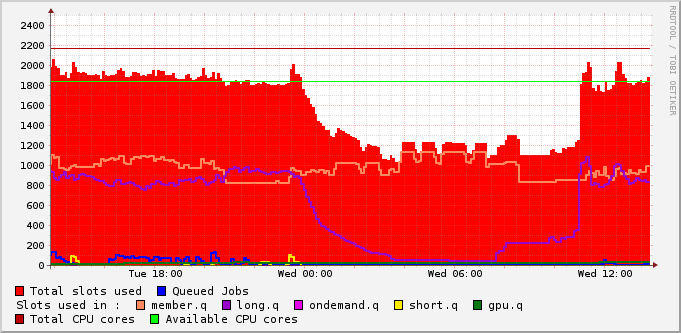 2400
2200
2000
1800
1600
1400
1200
1000
800
600
400
200
0
Tue 18:00 Wed 00:00 Wed 06:00 Wed 12:00
RRDTOOL / TOBI OETIKER
Total slots used Queued Jobs
Slots used in : member.q long.q ondemand.q short.q gpu.q
Total CPU cores Available CPU cores